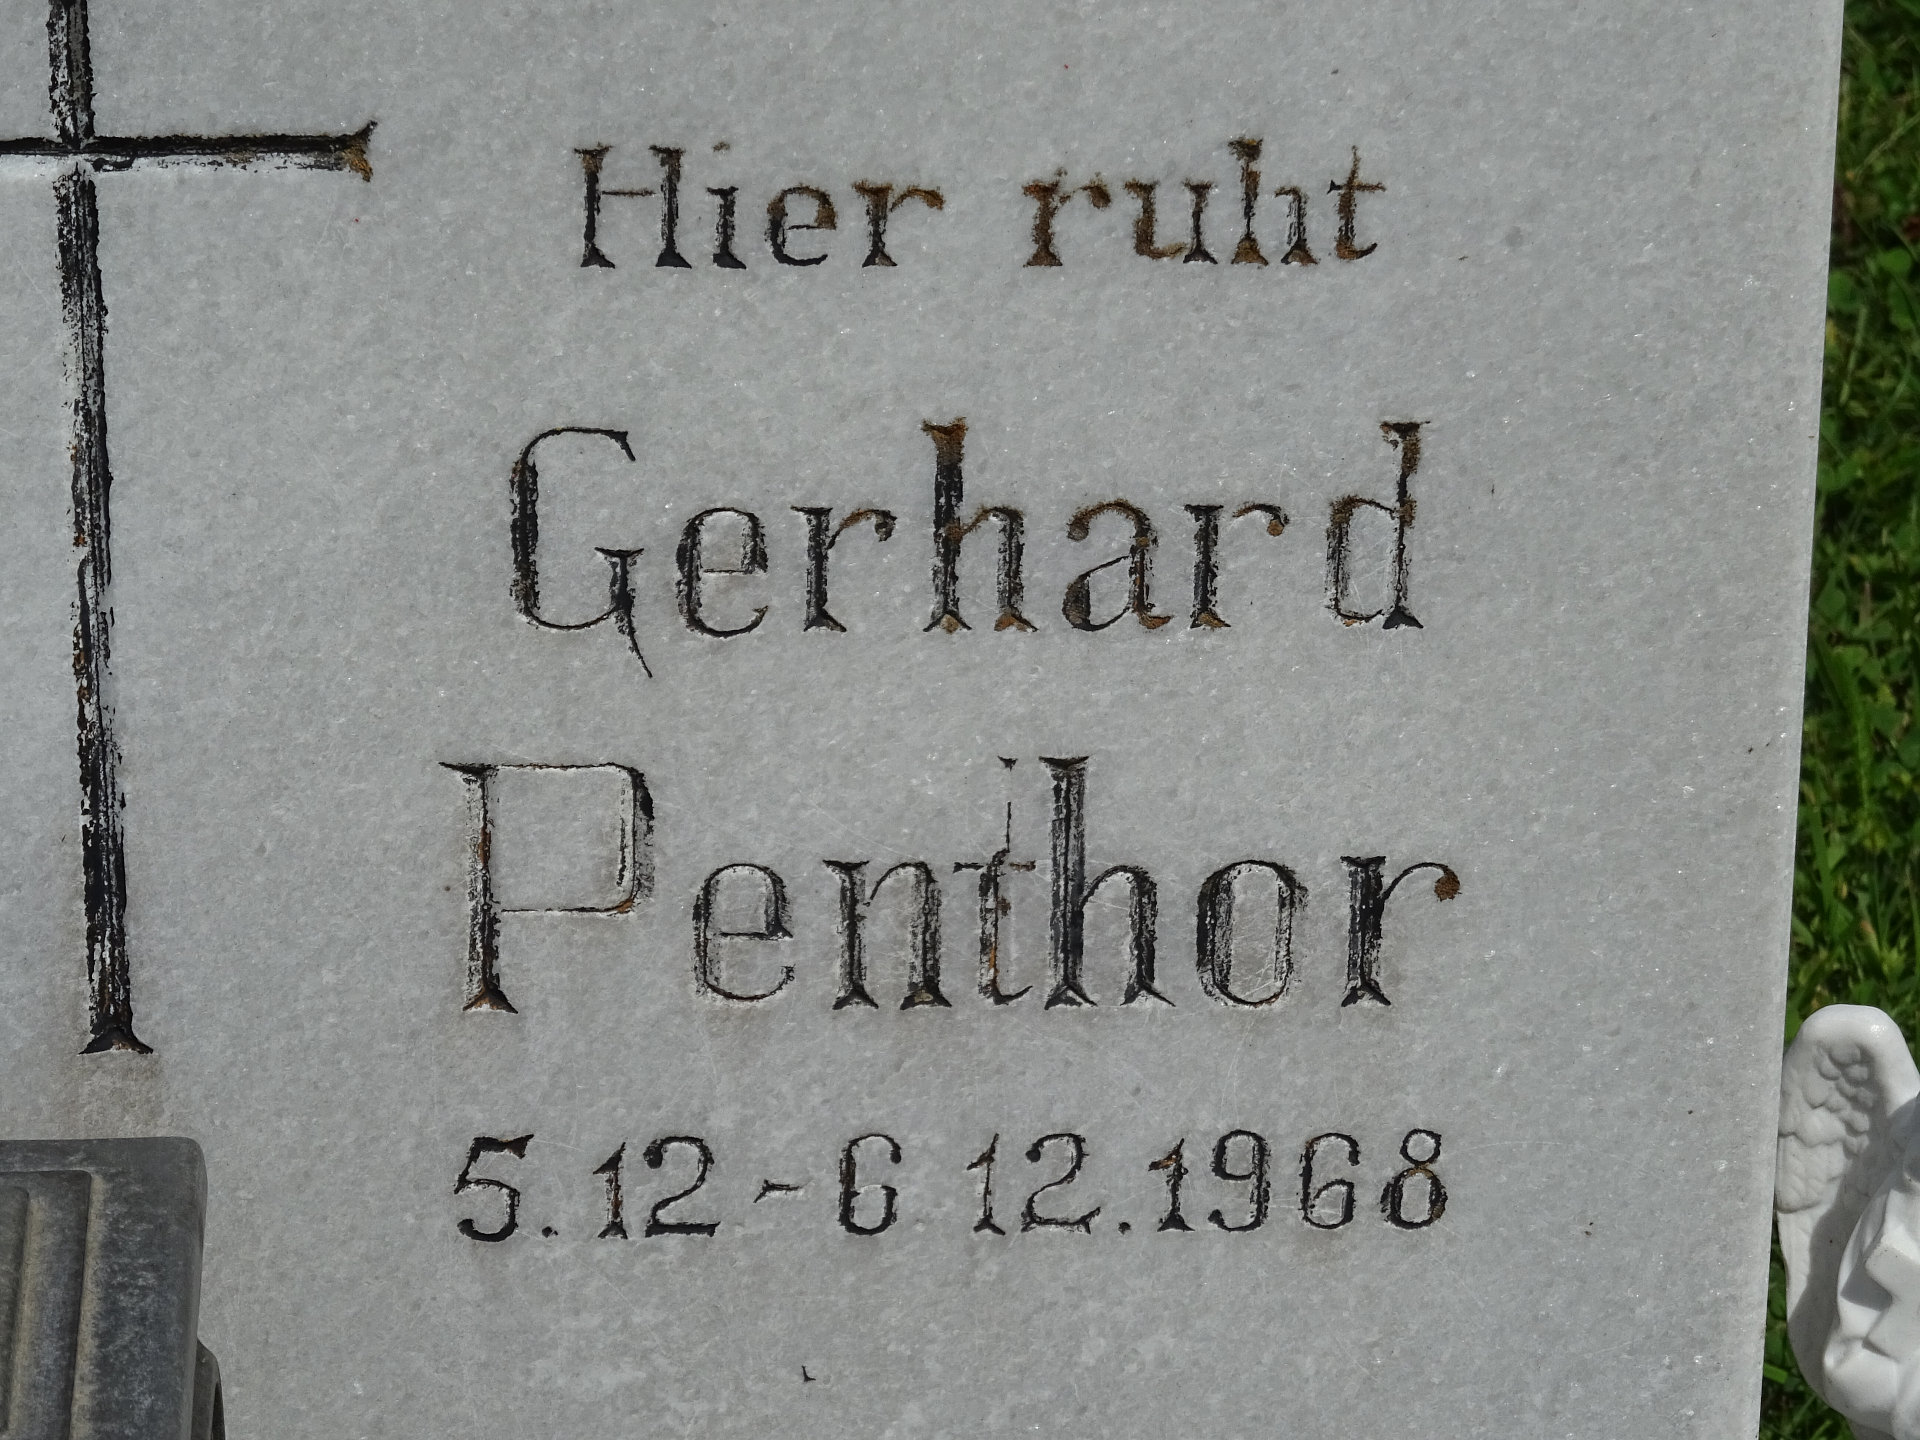 Hier ruht
Gerhard
Penthor
5.12-6 12.1968